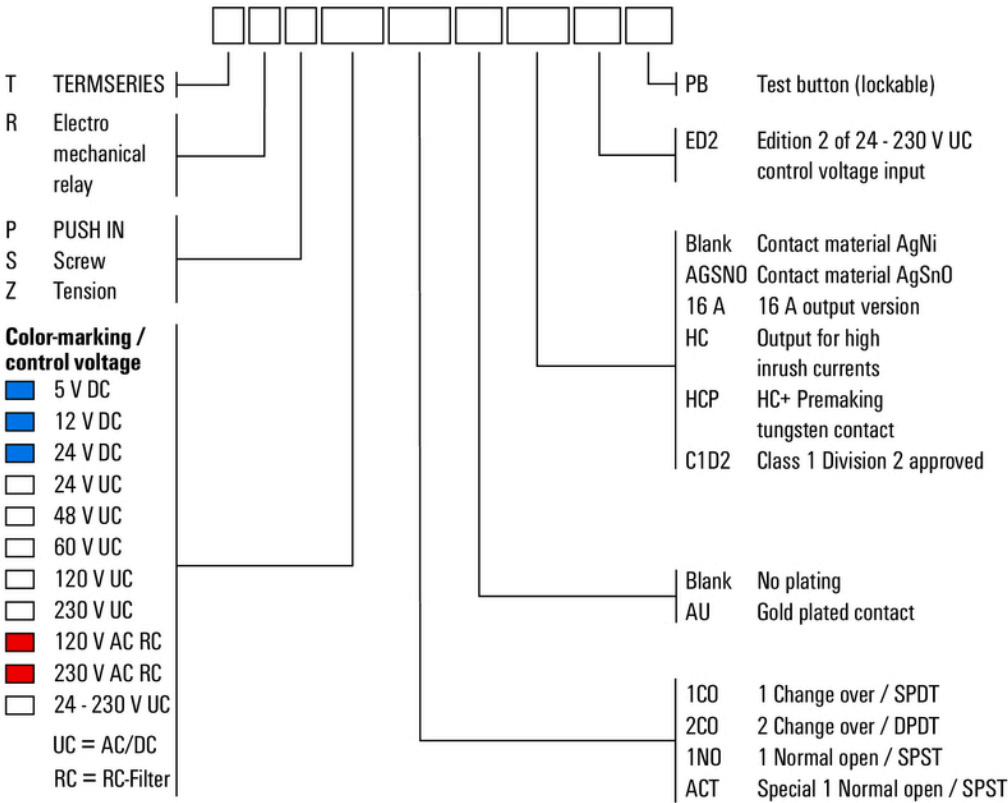 T TERMSERIES
R Electro
mechanical
relay
P PUSH IN
S Screw
Z Tension
Color-marking /
control voltage
5 V DC
12 V DC
24 V DC
24 V UC
48 V UC
60 V UC
120 V UC
230 V UC
120 V AC RC
230 V AC RC
24 - 230 V UC
UC = AC/DC
RC = RC-Filter
PB Test button (lockable)
ED2 Edition 2 of 24 - 230 V UC
control voltage input
Blank Contact material AgNi
AGSNO Contact material AgSnO
16 A 16 A output version
HC Output for high
inrush currents
HCP HC+ Premaking
tungsten contact
C1D2 Class 1 Division 2 approved
Blank No plating
AU Gold plated contact
1CO 1 Change over / SPDT
2CO 2 Change over / DPDT
1NO 1 Normal open / SPST
ACT Special 1 Normal open / SPST